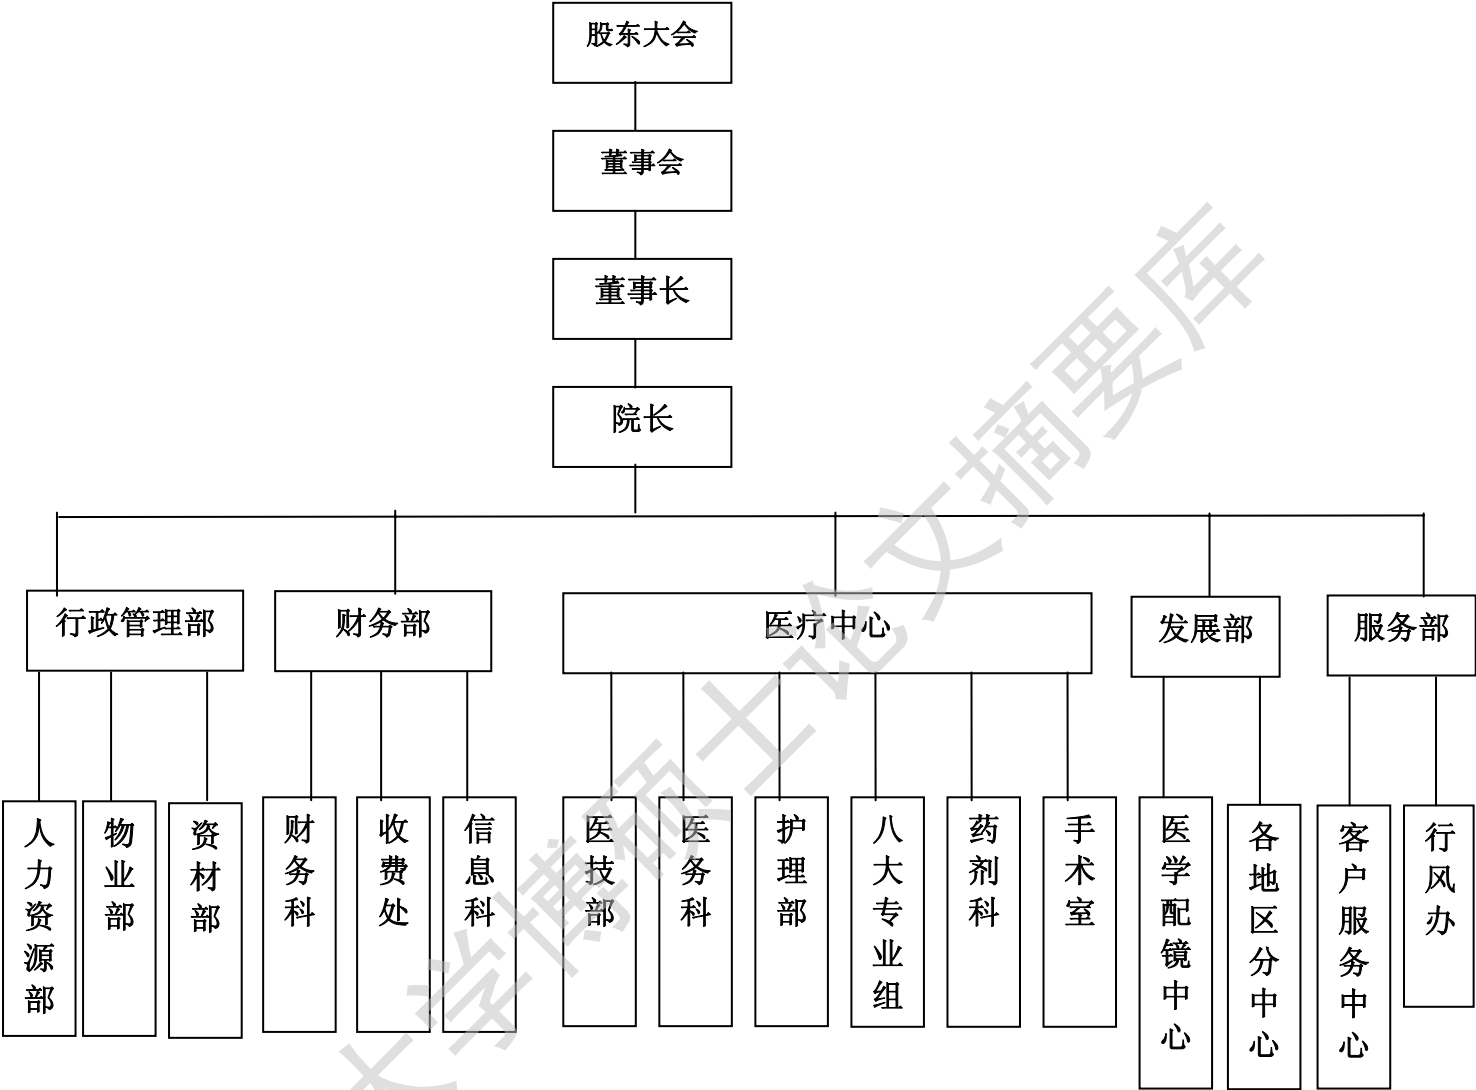 股东大会
董事会
董事长
院长
行政管理部
财务部
医疗中心
发展部
服务部
人力资源部
物业部
资材部
财务科
收费处
信息科
医技部
医务科
护理部
八大专业组
药剂科
手术室
医学配镜中心
各地区分中心
客户服务中心
行风办
大学博硕士论文摘要库